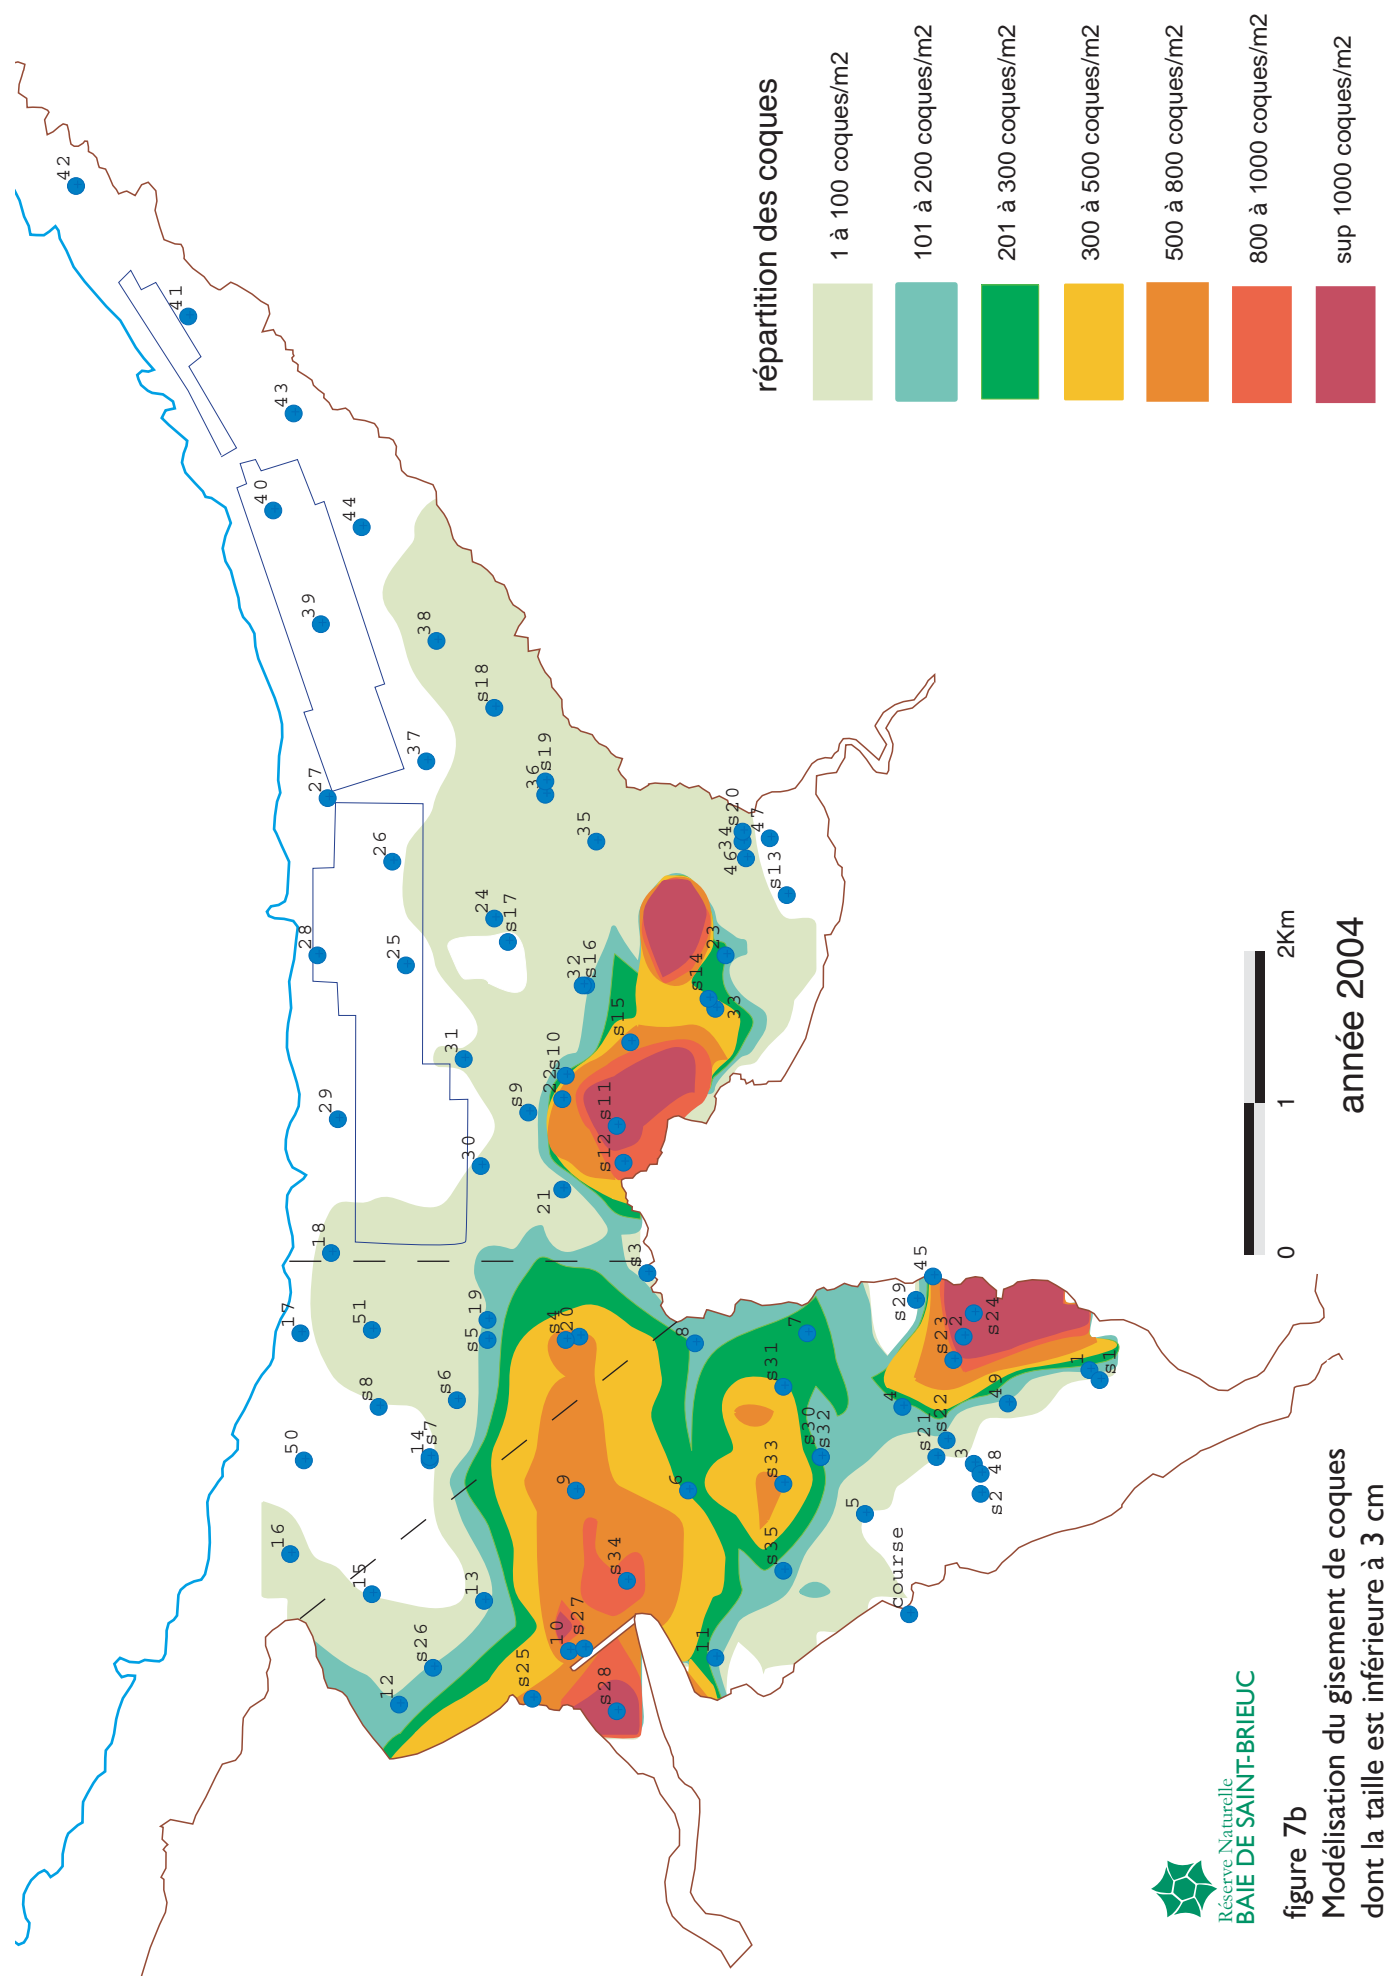 répartition des coques
1 à 100 coques/m2
101 à 200 coques/m2
201 à 300 coques/m2
300 à 500 coques/m2
500 à 800 coques/m2
800 à 1000 coques/m2
sup 1000 coques/m2
42
41
43
40
44
39
38
s18
37
27
36
s19
26
35
34
s20
46
47
s13
28
24
s17
25
32
s16
23
s14
33
s15
31
29
s9
22
s10
s11
s12
30
21
18
s3
17
51
s19
s5
s4
20
8
7
45
s29
s24
2
s23
1
s1
s8
s6
s31
4
49
50
14
s7
s30
s32
s21
s22
3
48
s2
9
6
s33
5
16
15
13
s34
s35
course
10
s27
11
s26
12
s25
s28
0
1
2Km
année 2004
Réserve Naturelle
BAIE DE SAINT-BRIEUC
figure 7b
Modélisation du gisement de coques
dont la taille est inférieure à 3 cm